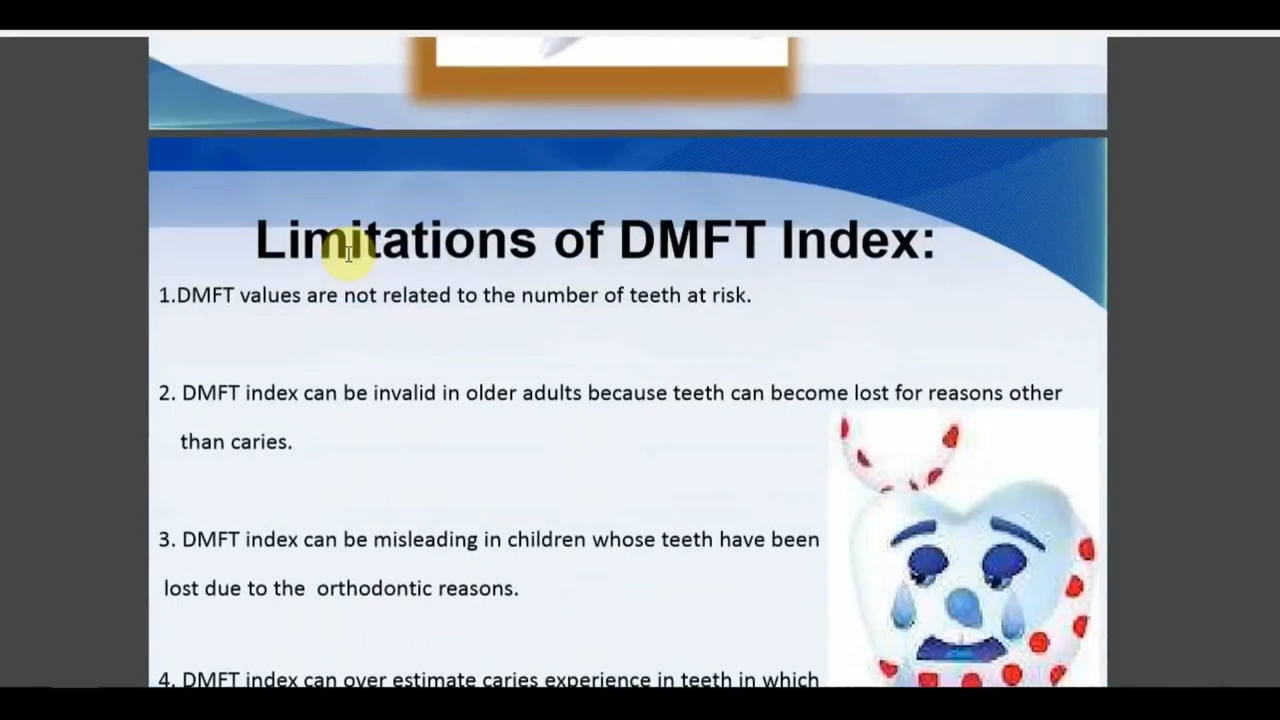 Limitations of DMFT Index:
1.DMFT values are not related to the number of teeth at risk.
2. DMFT index can be invalid in older adults because teeth can become lost for reasons other
than caries.
3. DMFT index can be misleading in children whose teeth have been
lost due to the  orthodontic reasons.
4. DMFT index can over estimate caries experience in teeth in which